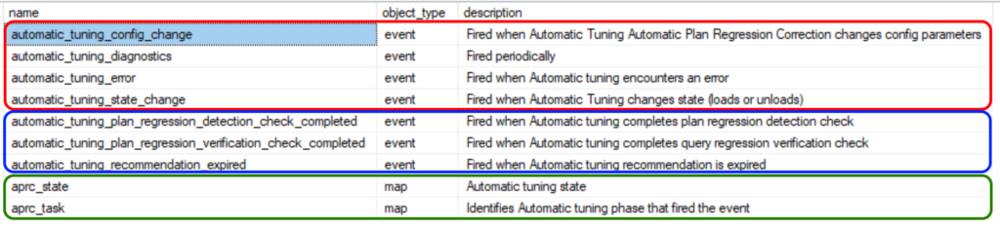 name object_type description
automatic_tuning_config_change event Fired when Automatic Tuning Automatic Plan Regression Correction changes config parameters
automatic_tuning_diagnostics event Fired periodically
automatic_tuning_error event Fired when Automatic tuning encounters an error
automatic_tuning_state_change event Fired when Automatic Tuning changes state (loads or unloads)
automatic_tuning_plan_regression_detection_check_completed event Fired when Automatic tuning completes plan regression detection check
automatic_tuning_plan_regression_verification_check_completed event Fired when Automatic tuning completes query regression verification check
automatic_tuning_recommendation_expired event Fired when Automatic tuning recommendation is expired
aprc_state map Automatic tuning state
aprc_task map Identifies Automatic tuning phase that fired the event